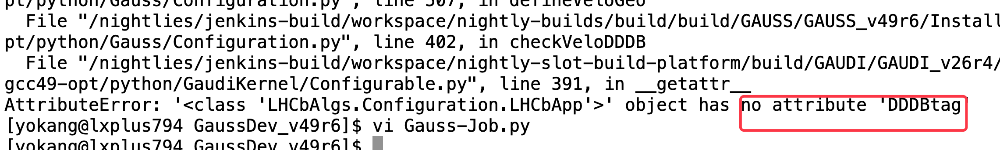 pt/python/Gauss/Configuration.py", line 507, in defineVeloGeo
  File "/nightlies/jenkins-build/workspace/nightly-builds/build/build/GAUSS/GAUSS_v49r6/Install
pt/python/Gauss/Configuration.py", line 402, in checkVeloDDDB
  File "/nightlies/jenkins-build/workspace/nightly-slot-build-platform/build/GAUDI/GAUDI_v26r4/
gcc49-opt/python/GaudiKernel/Configurable.py", line 391, in __getattr__
AttributeError: '<class 'LHCbAlgs.Configuration.LHCbApp'>' object has no attribute 'DDDBtag'
[yokang@lxplus794 GaussDev_v49r6]$ vi Gauss-Job.py
[yokang@lxplus794 GaussDev_v49r6]$